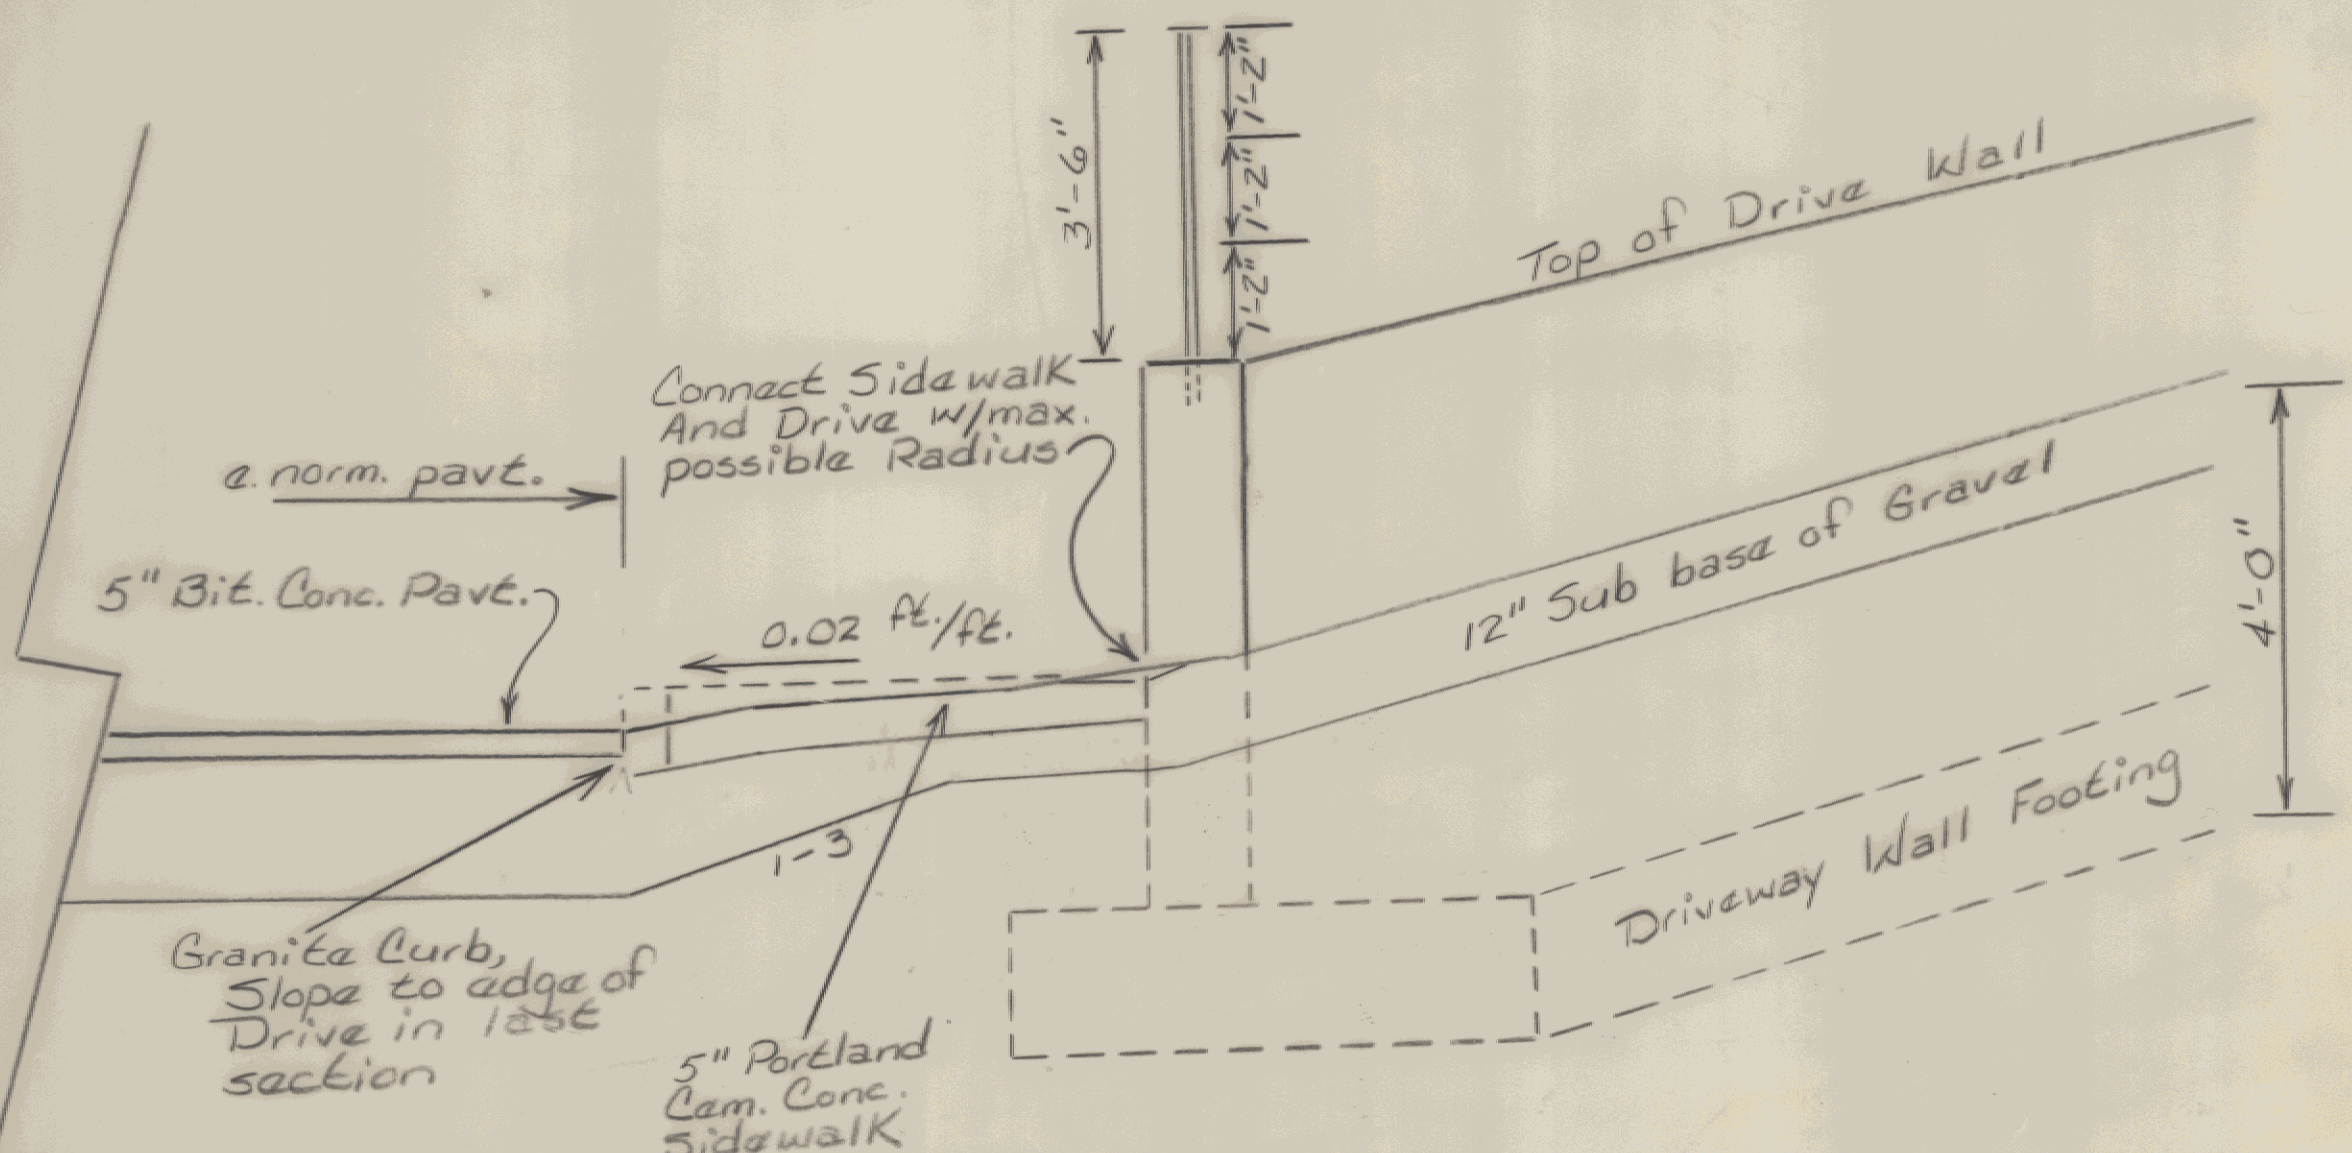 3'-6"
1'-2"
1'-2"
1'-2"
Top of Drive Wall
Connect Sidewalk
And Drive w/max.
possible Radius
e. norm. pavt.
5" Bit. Conc. Pavt.
0.02 ft./ft.
12" Sub base of Gravel
4'-0"
1-3
Driveway Wall Footing
Granite Curb,
Slope to edge of
Drive in last
section
5" Portland
Cem. Conc.
Sidewalk